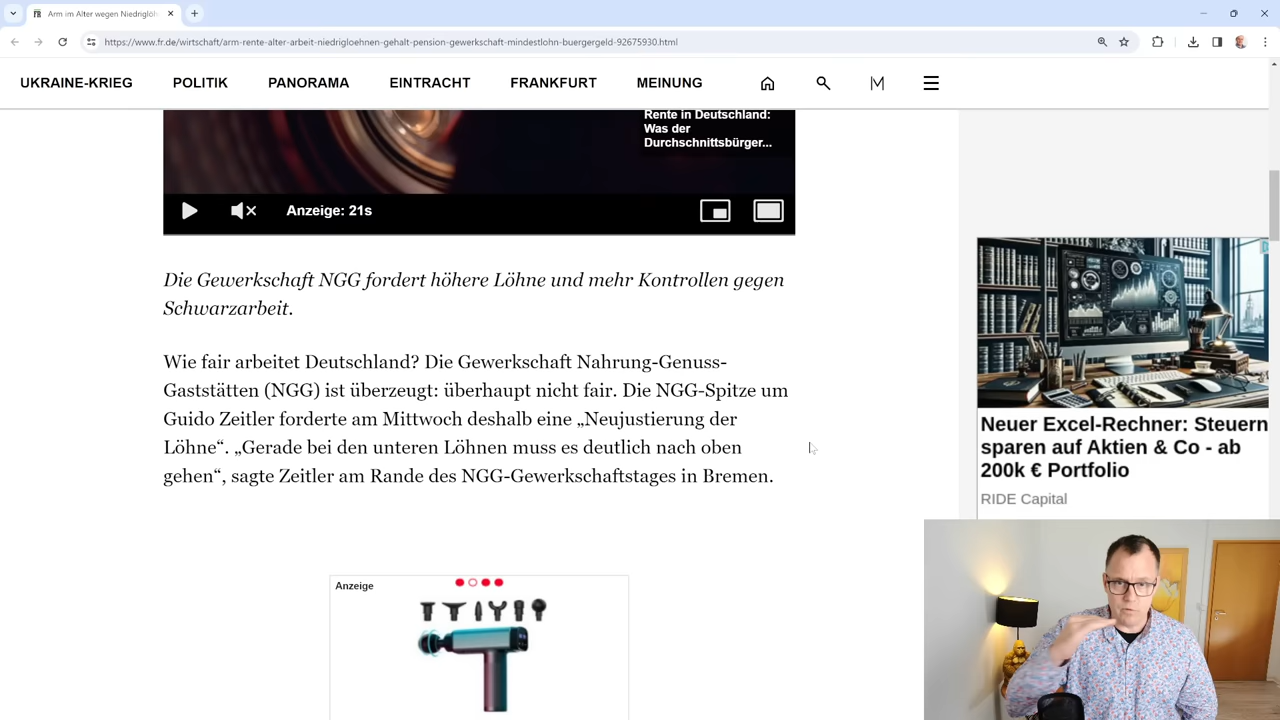 Arm im Alter wegen Niedriglöh
https://www.fr.de/wirtschaft/arm-rente-alter-arbeit-niedrigloehnen-gehalt-pension-gewerkschaft-mindestlohn-buergergeld-92675930.html
UKRAINE-KRIEG POLITIK PANORAMA EINTRACHT FRANKFURT MEINUNG
Rente in Deutschland:
Was der
Durchschnittsbürger...
Anzeige: 21s
Die Gewerkschaft NGG fordert höhere Löhne und mehr Kontrollen gegen
Schwarzarbeit.
Wie fair arbeitet Deutschland? Die Gewerkschaft Nahrung-Genuss-
Gaststätten (NGG) ist überzeugt: überhaupt nicht fair. Die NGG-Spitze um
Guido Zeitler forderte am Mittwoch deshalb eine „Neujustierung der
Löhne“. „Gerade bei den unteren Löhnen muss es deutlich nach oben
gehen“, sagte Zeitler am Rande des NGG-Gewerkschaftstages in Bremen.
Neuer Excel-Rechner: Steuern
sparen auf Aktien & Co - ab
200k € Portfolio
RIDE Capital
Anzeige